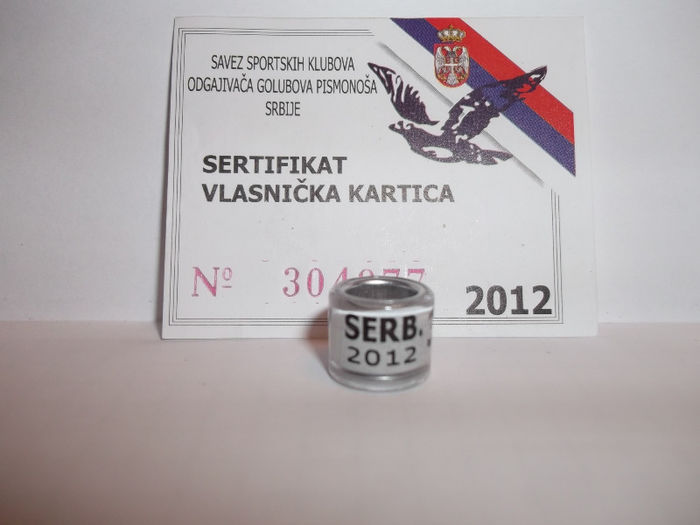 SAVEZ SPORTSKIH KLUBOVA
ODGAJIVAČA GOLUBOVA PISMONOŠA
SRBIJE
SERTIFIKAT
VLASNIČKA KARTICA
Nº
2012
SERB.
2012